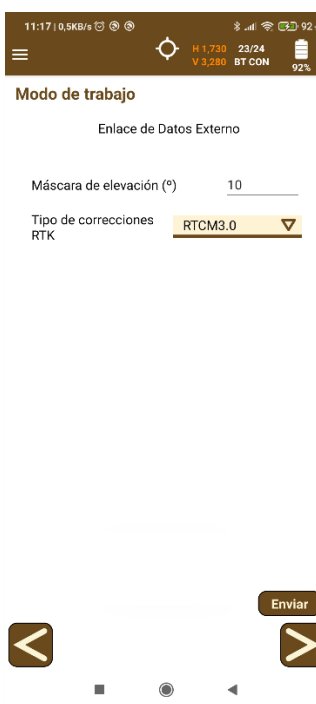 11:17 | 0,5KB/s 92
H 1,730 23/24
V 3,280 BT CON
92%
Modo de trabajo
Enlace de Datos Externo
Máscara de elevación (º) 10
Tipo de correcciones
RTK
RTCM3.0
Enviar